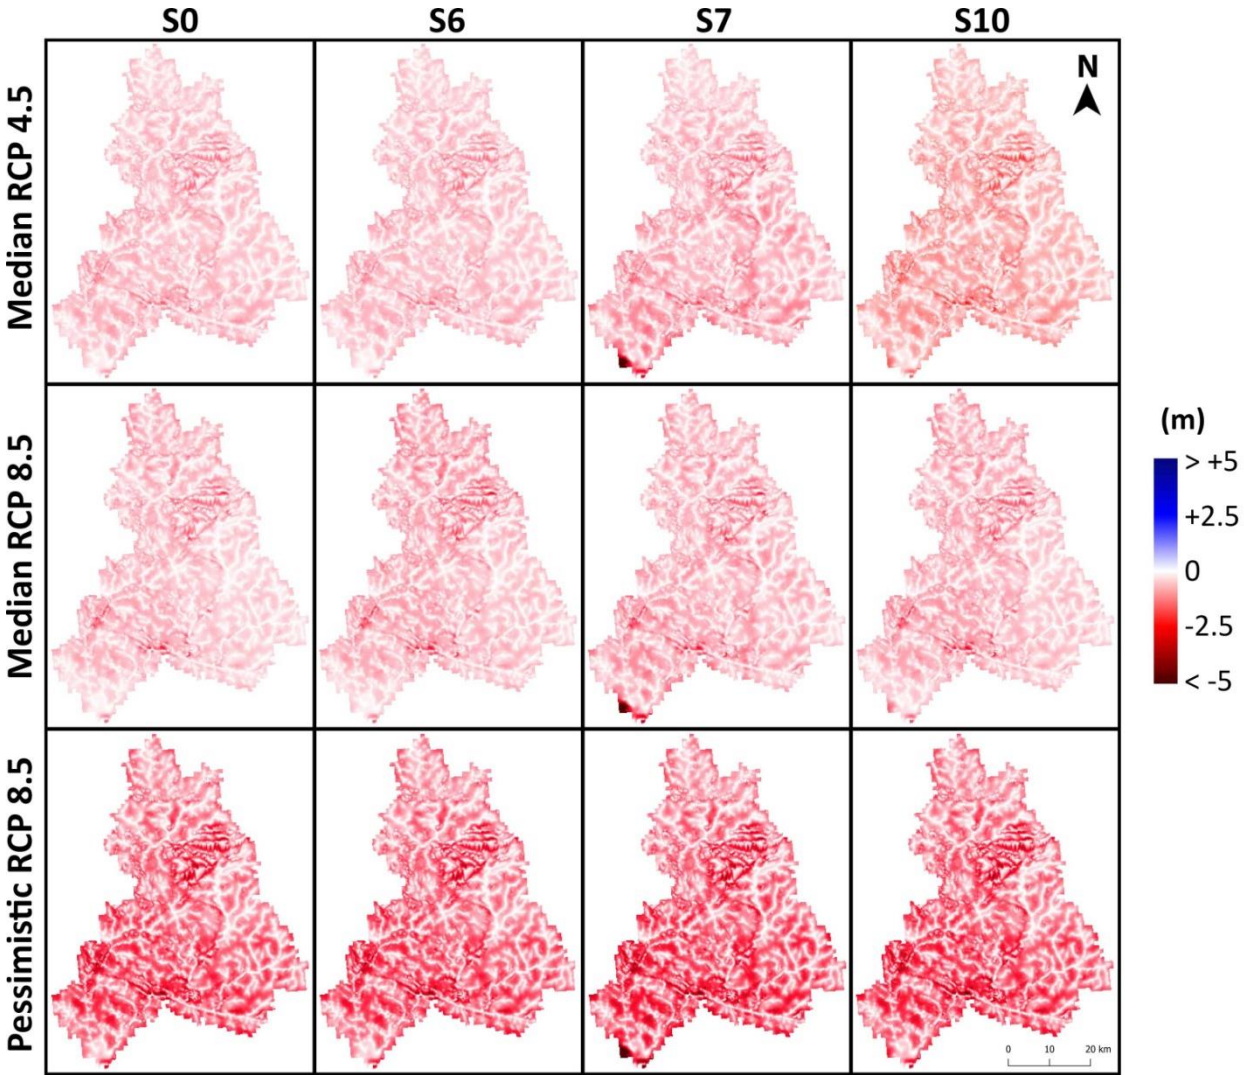 S0 S6 S7 S10
N
Median RCP 4.5
Median RCP 8.5
(m)
> +5
+2.5
0
-2.5
< -5
Pessimistic RCP 8.5
0 10 20 km